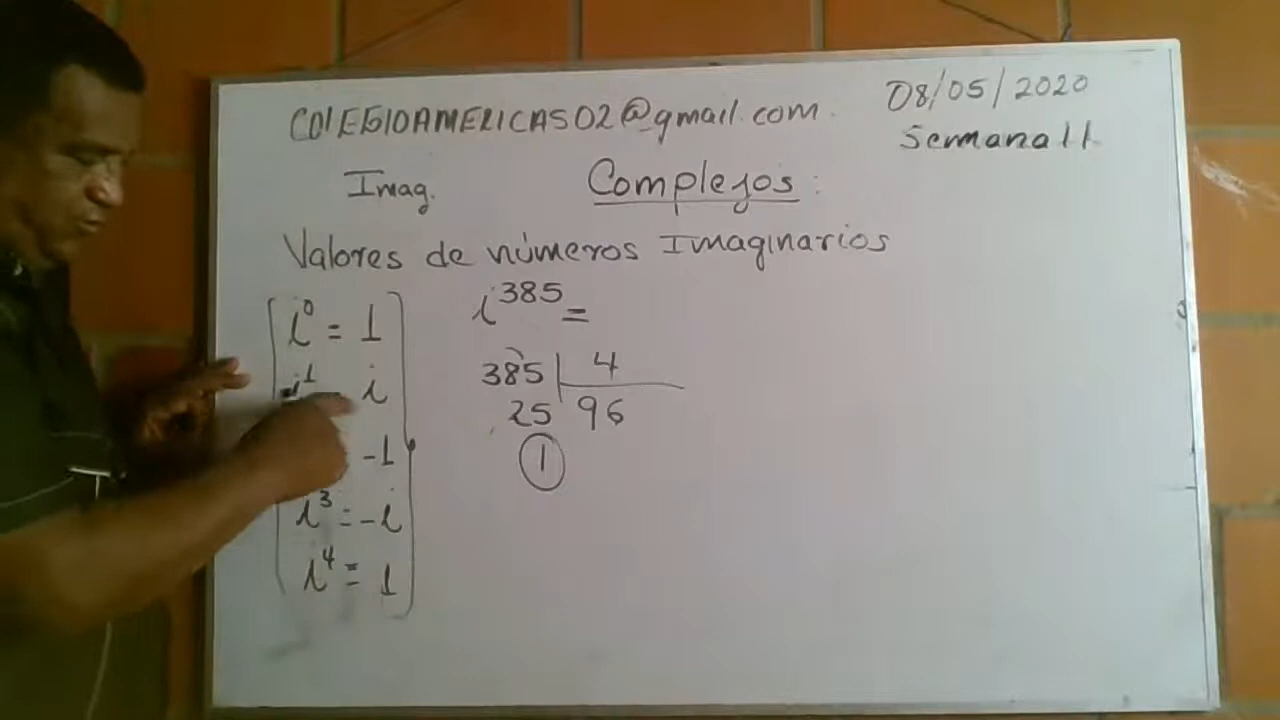 COLEGIOAMERICAS02@gmail.com.
08/05/2020
Semana 11.
Imag.
Complejos:
Valores de números Imaginarios
i⁰ = 1
i¹ i
-1
i³ = -i
i⁴ = 1
i³⁸⁵ =
385 | 4
25 96
1